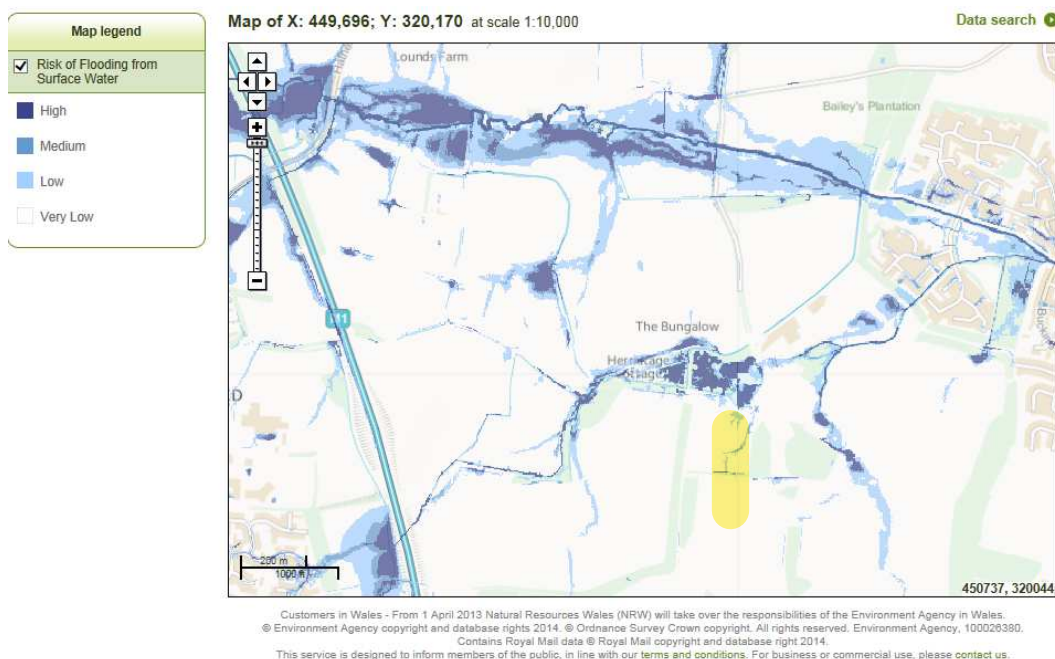 Map legend
Risk of Flooding from
Surface Water
High
Medium
Low
Very Low
Map of X: 449,696; Y: 320,170 at scale 1:10,000
Data search
Lounds Farm
Bailey's Plantation
M1
The Bungalow
Hermitage
Cottage
D
200 m
1000 ft
450737, 320044
Customers in Wales - From 1 April 2013 Natural Resources Wales (NRW) will take over the responsibilities of the Environment Agency in Wales.
© Environment Agency copyright and database rights 2014. © Ordnance Survey Crown copyright. All rights reserved. Environment Agency, 100026380.
Contains Royal Mail data © Royal Mail copyright and database right 2014.
This service is designed to inform members of the public, in line with our terms and conditions. For business or commercial use, please contact us.